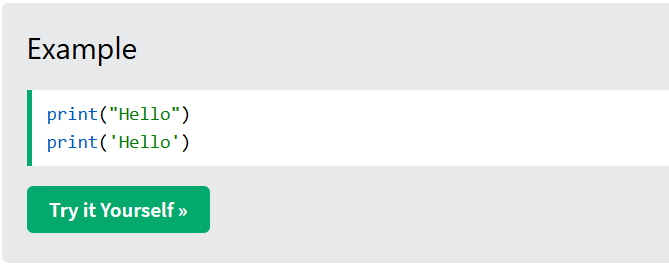 Example
print("Hello")
print('Hello')
Try it Yourself »